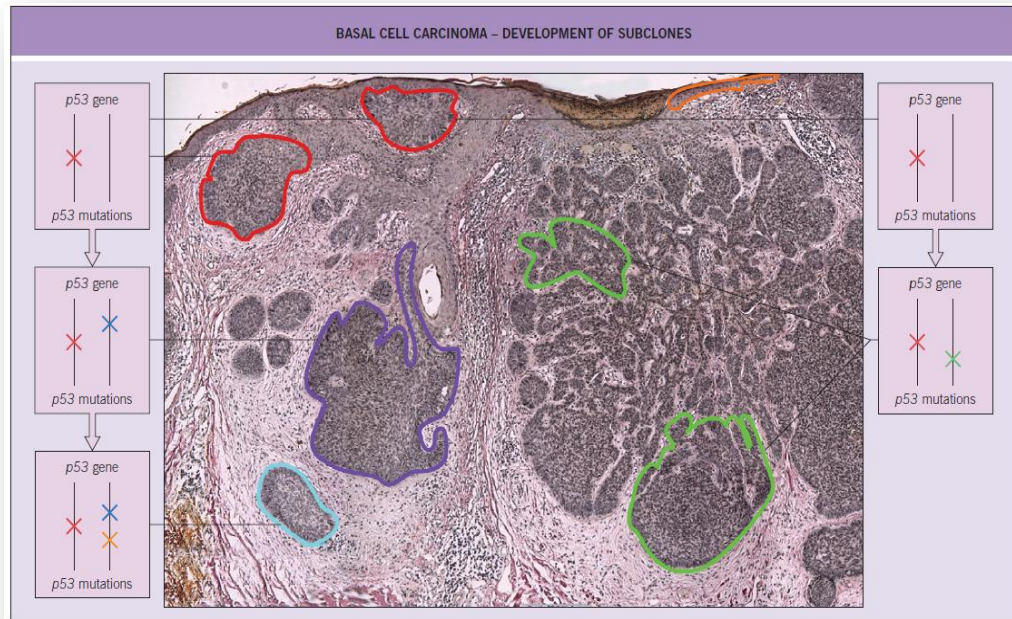 BASAL CELL CARCINOMA – DEVELOPMENT OF SUBCLONES
p53 gene
p53 mutations
p53 gene
p53 mutations
p53 gene
p53 mutations
p53 gene
p53 mutations
p53 gene
p53 mutations